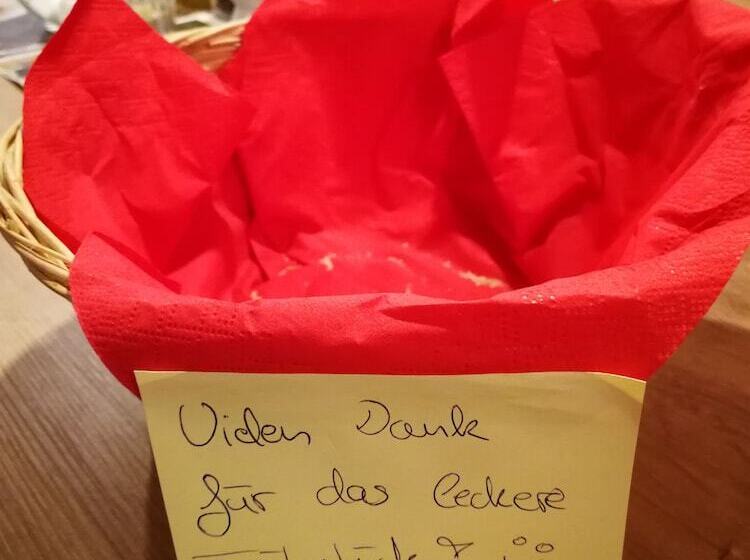 Vielen Dank
für das leckere